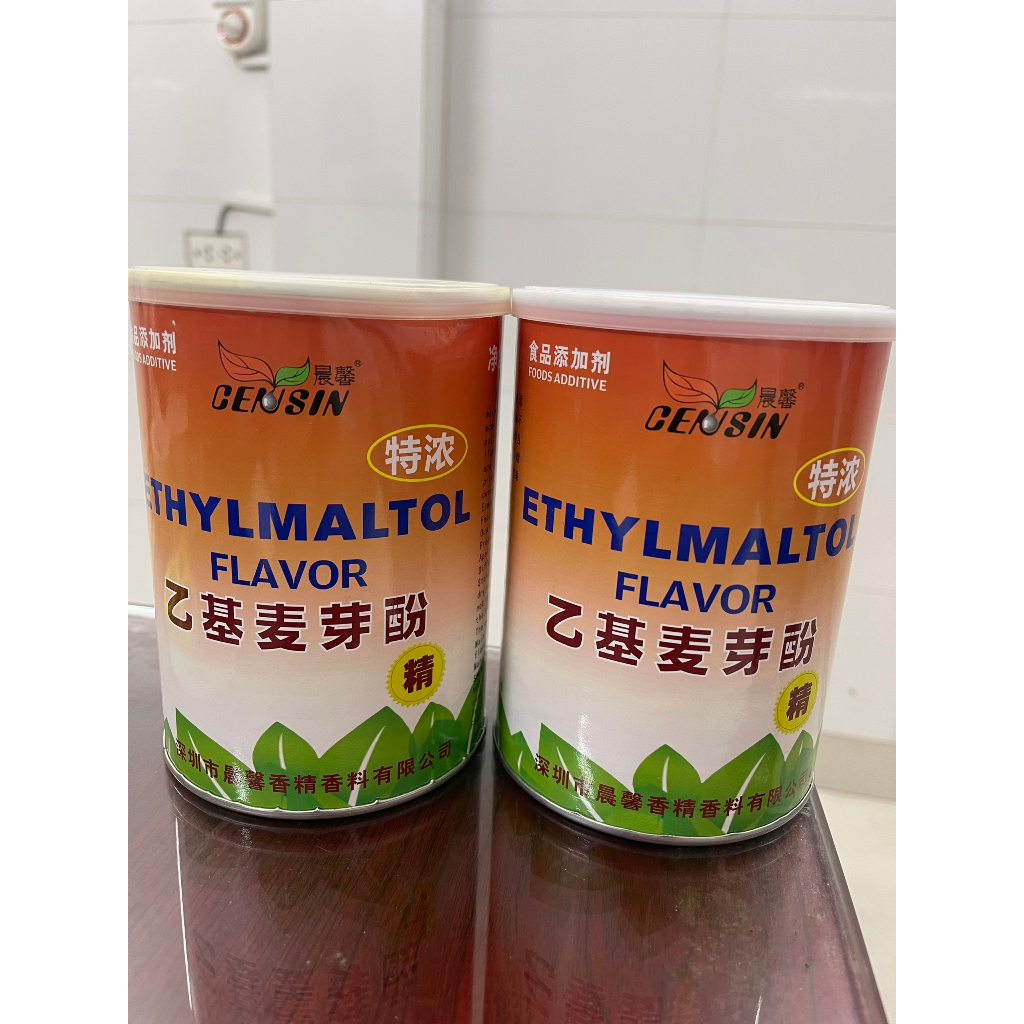 品添加剂
DS ADDITIVE
晨馨®
CENSIN
净
特浓
ETHYLMALTOL
FLAVOR
乙基麦芽酚
精
深圳市晨馨香精香料有限公司
食品添加剂
FOODS ADDITIVE
晨馨®
CENSIN
特浓
ETHYLMALTOL
FLAVOR
乙基麦芽酚
精
深圳市晨馨香精香料有限公司